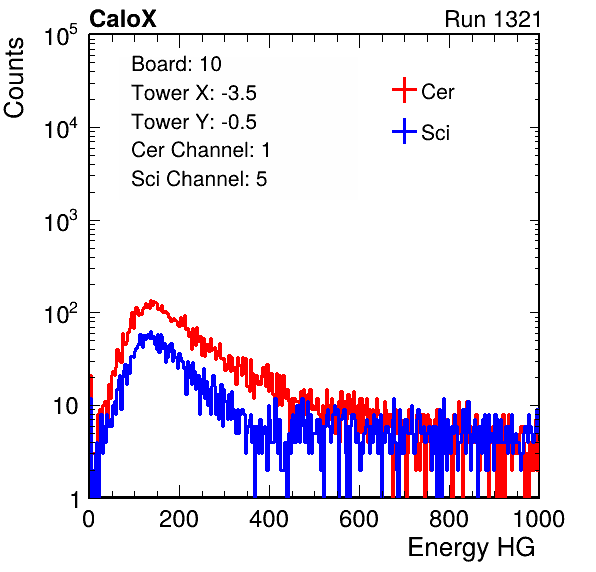 CaloX Run 1321
Counts
10^5
10^4
10^3
10^2
10
1
Board: 10
Tower X: -3.5
Tower Y: -0.5
Cer Channel: 1
Sci Channel: 5
Cer
Sci
0 200 400 600 800 1000
Energy HG